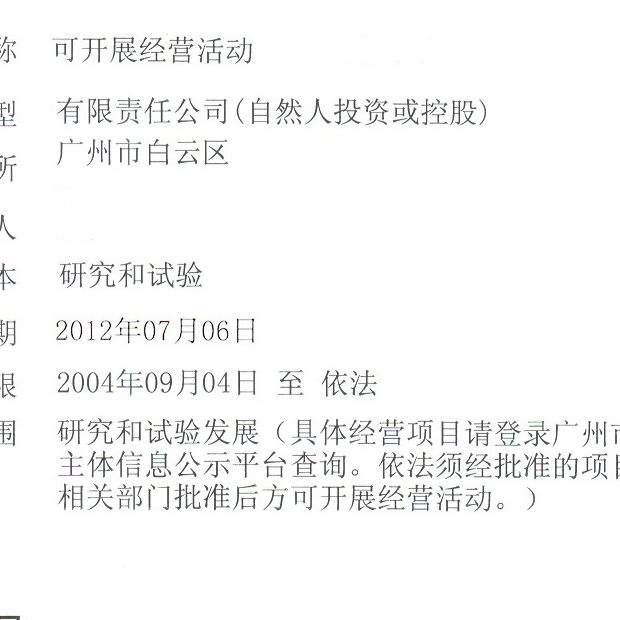 称 可开展经营活动
型 有限责任公司(自然人投资或控股)
所 广州市白云区
人
本 研究和试验
期 2012年07月06日
限 2004年09月04日 至 依法
围 研究和试验发展（具体经营项目请登录广州市
主体信息公示平台查询。依法须经批准的项目
相关部门批准后方可开展经营活动。）